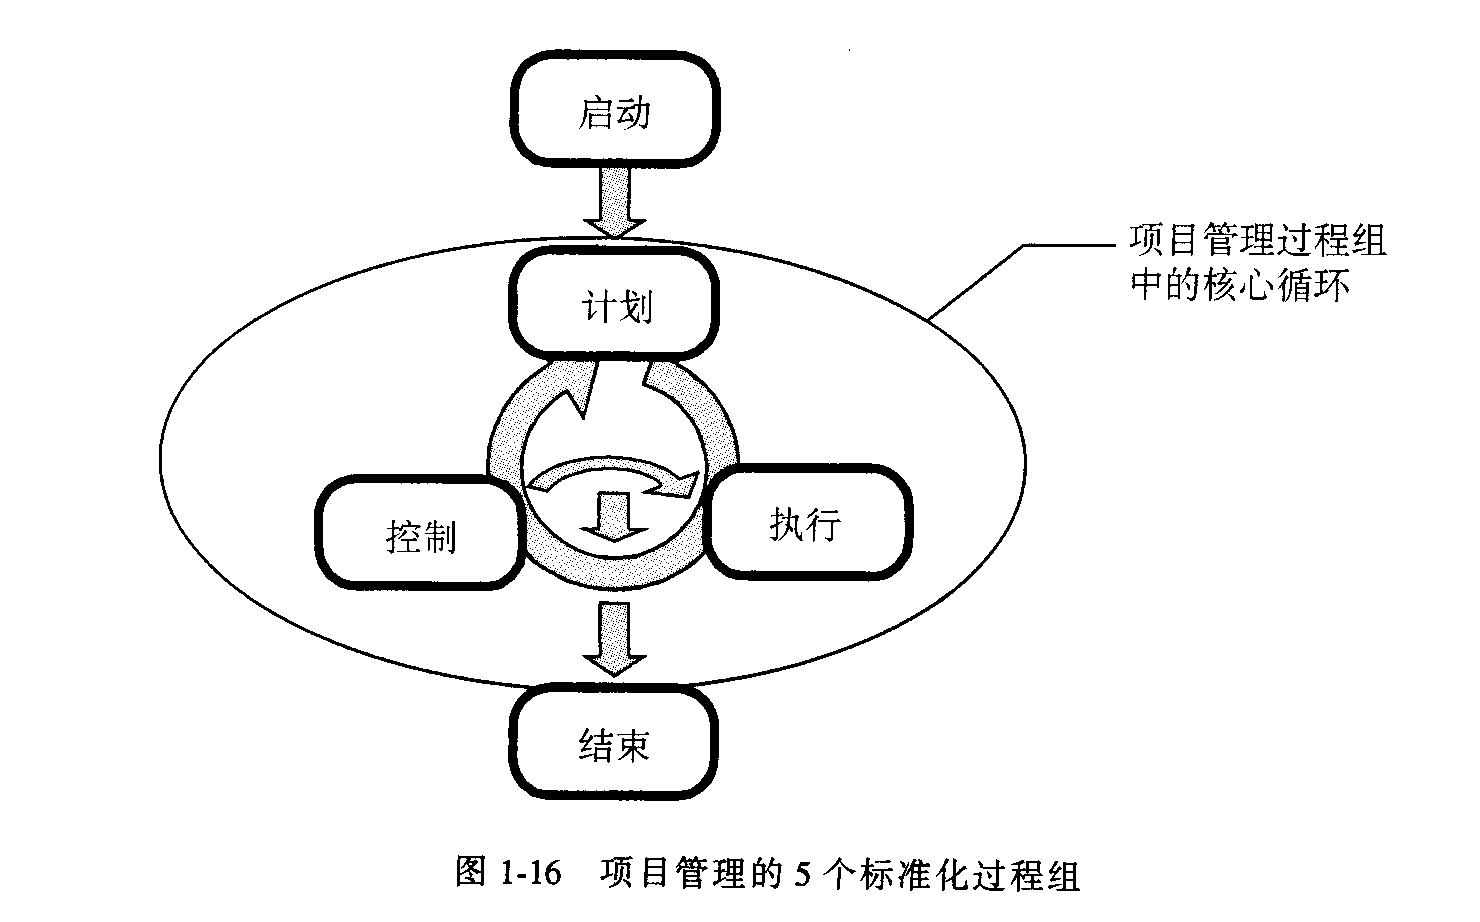 启动
项目管理过程组
中的核心循环
计划
控制
执行
结束
图 1-16 项目管理的 5 个标准化过程组